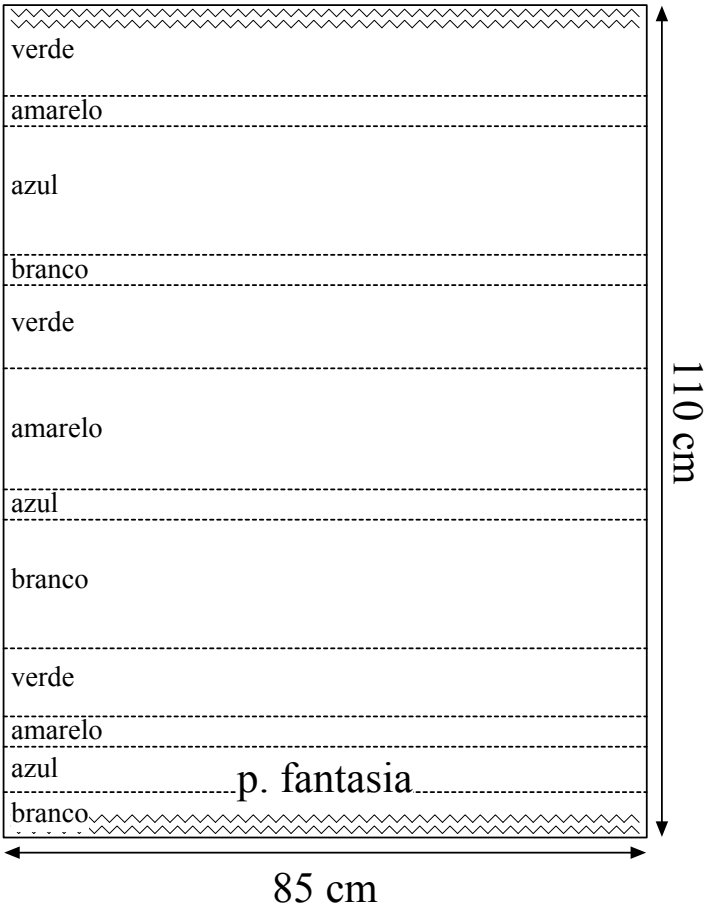 verde
amarelo
azul
branco
verde
amarelo
azul
branco
verde
amarelo
azul
p. fantasia
branco
110 cm
85 cm